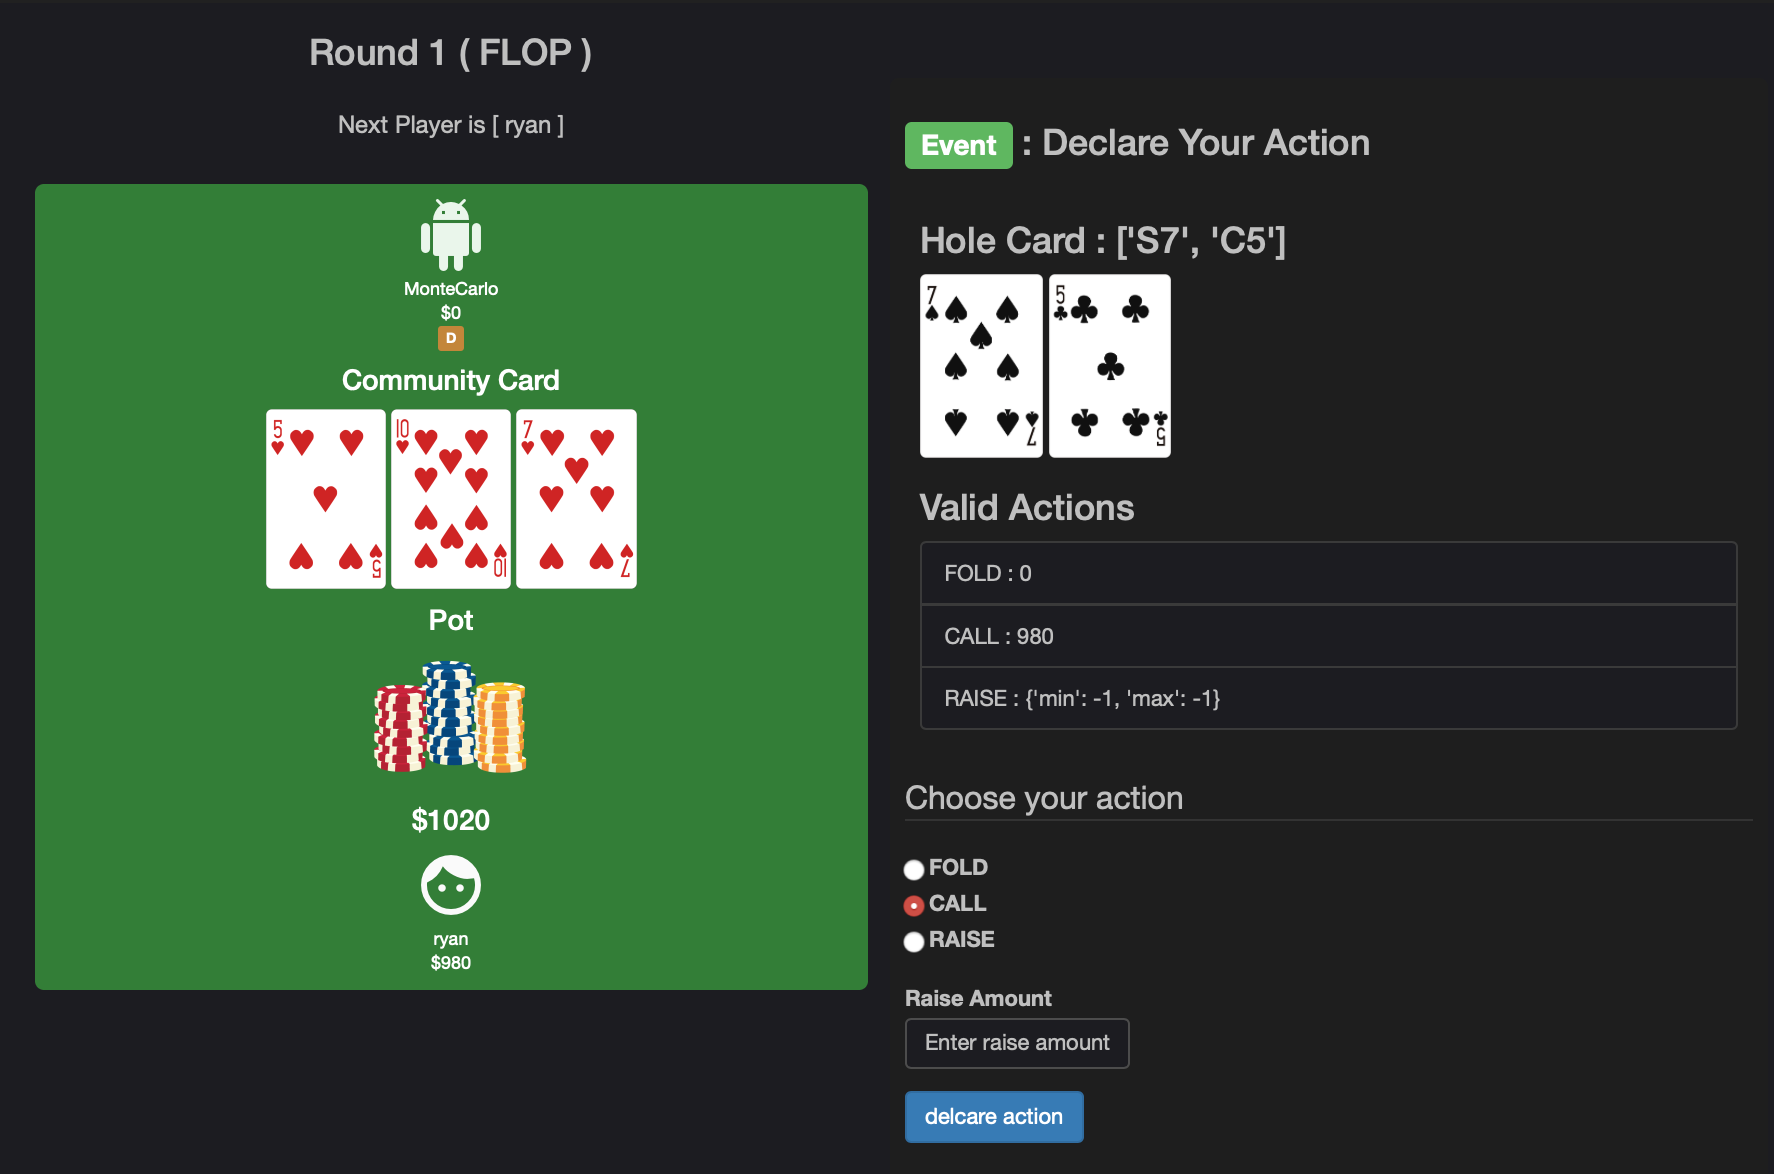 Round 1 ( FLOP )
Next Player is [ ryan ]
MonteCarlo
$0
D
Community Card
5 10 7
5 10 7
Pot
$1020
ryan
$980
Event : Declare Your Action
Hole Card : ['S7', 'C5']
7 5
7 5
Valid Actions
FOLD : 0
CALL : 980
RAISE : {'min': -1, 'max': -1}
Choose your action
FOLD
CALL
RAISE
Raise Amount
Enter raise amount
delcare action